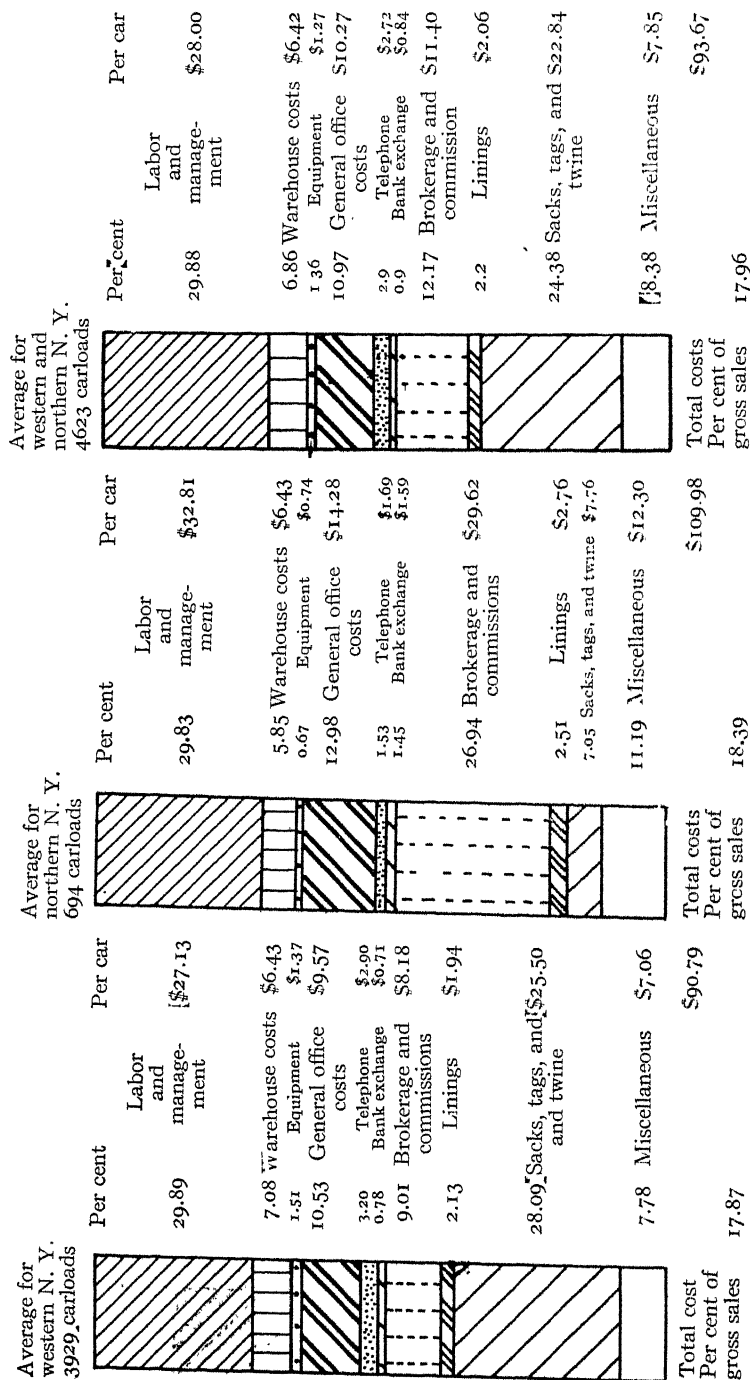 Average for
western N. Y.
3929 carloads
Per cent
Per car
29.89
Labor
and
manage-
ment
$27.13
7.08 Warehouse costs $6.43
1.51 Equipment $1.37
10.53 General office $9.57
costs
3.20 Telephone $2.90
0.78 Bank exchange $0.71
9.01 Brokerage and $8.18
commissions
2.13 Linings $1.94
28.09 Sacks, tags, and $25.50
and twine
7.78 Miscellaneous $7.06
Total cost $90.79
Per cent of
gross sales 17.87
Average for
northern N. Y.
694 carloads
Per cent
Per car
29.83
Labor
and
manage-
ment
$32.81
5.85 Warehouse costs $6.43
0.67 Equipment $0.74
12.98 General office $14.28
costs
1.53 Telephone $1.69
1.45 Bank exchange $1.59
26.94 Brokerage and $29.62
commissions
2.51 Linings $2.76
7.05 Sacks, tags, and twine $7.76
11.19 Miscellaneous $12.30
Total costs $109.98
Per cent of
gross sales 18.39
Average for
western and
northern N. Y.
4623 carloads
Per cent
Per car
29.88
Labor
and
manage-
ment
$28.00
6.86 Warehouse costs $6.42
1 36 Equipment $1.27
10.97 General office $10.27
costs
2.9 Telephone $2.72
0.9 Bank exchange $0.84
12.17 Brokerage and $11.40
commission
2.2 Linings $2.06
24.38 Sacks, tags, and $22.84
twine
8.38 Miscellaneous $7.85
Total costs $93.67
Per cent of
gross sales 17.96